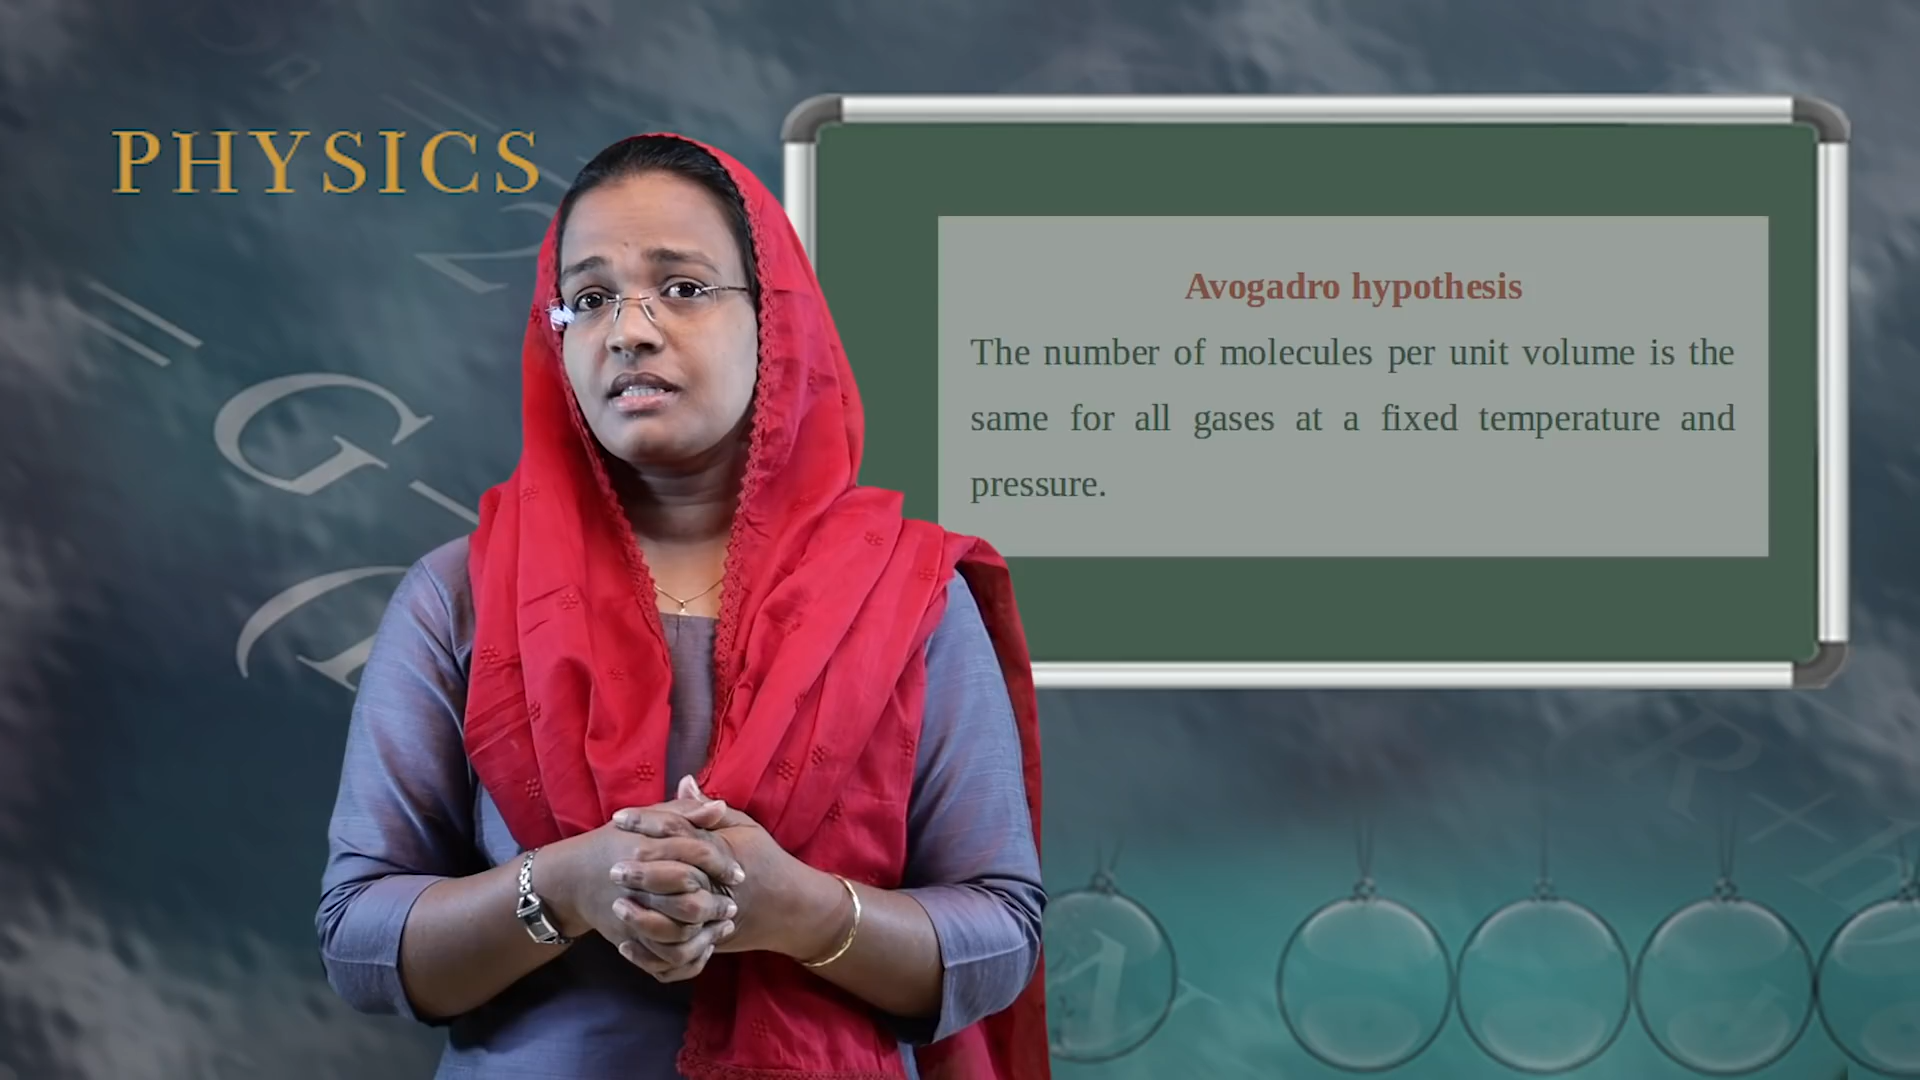 PHYSICS
Avogadro hypothesis
The number of molecules per unit volume is the
same for all gases at a fixed temperature and
pressure.